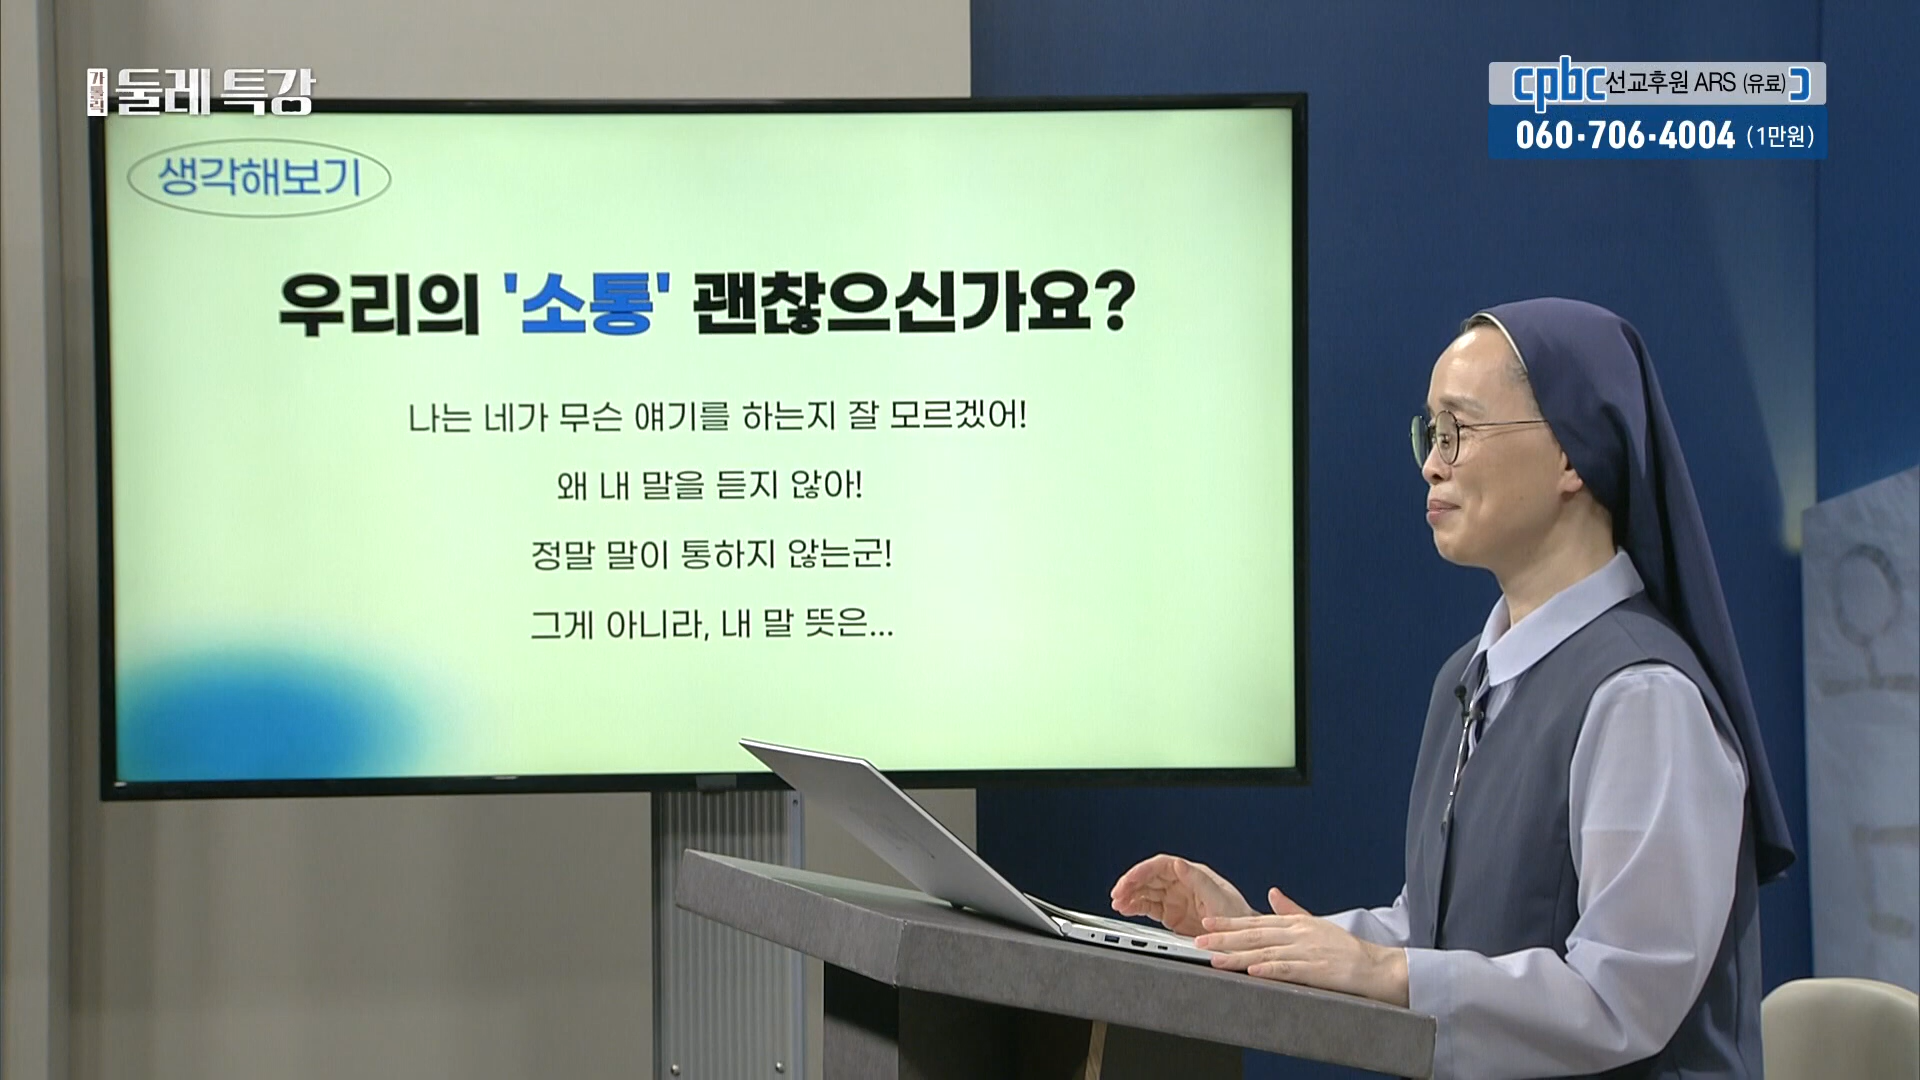 가톨릭 둘레 특강
cpbc 선교후원 ARS (유료)
060·706·4004 (1만원)
생각해보기
우리의 '소통' 괜찮으신가요?
나는 네가 무슨 얘기를 하는지 잘 모르겠어!
왜 내 말을 듣지 않아!
정말 말이 통하지 않는군!
그게 아니라, 내 말 뜻은...